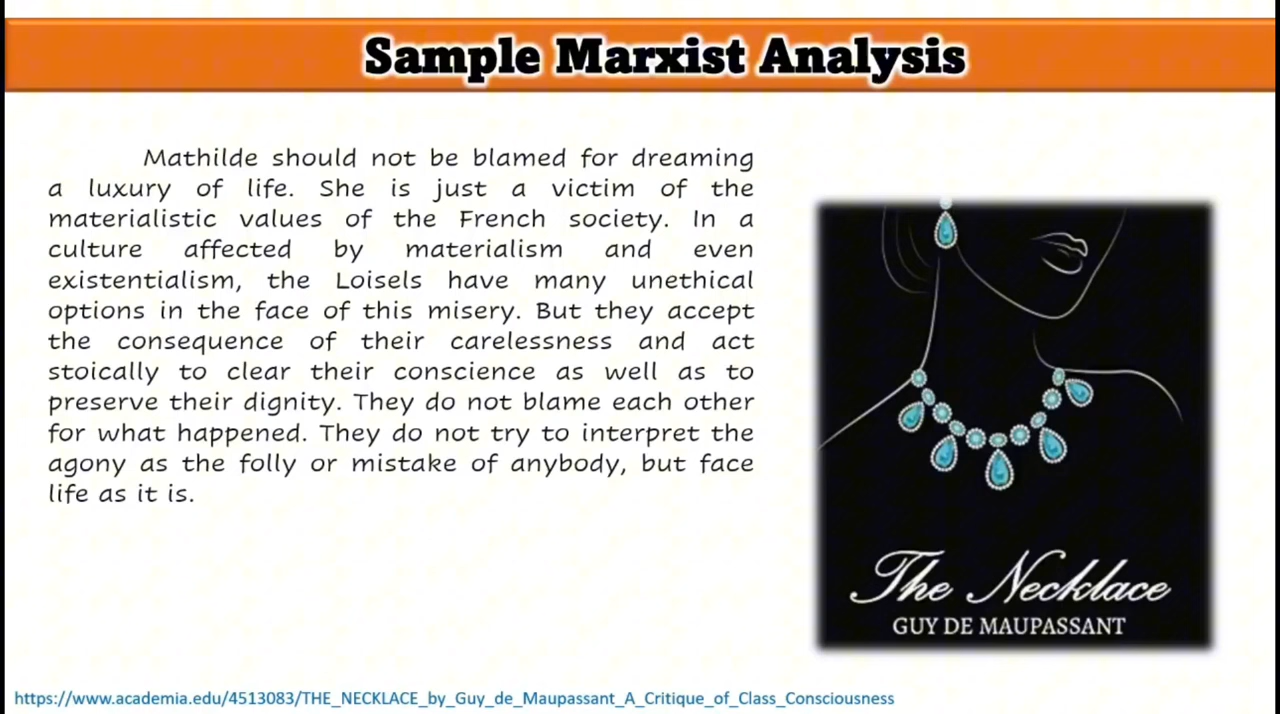 Sample Marxist Analysis
Mathilde should not be blamed for dreaming
a luxury of life. She is just a victim of the
materialistic values of the French society. In a
culture affected by materialism and even
existentialism, the Loisels have many unethical
options in the face of this misery. But they accept
the consequence of their carelessness and act
stoically to clear their conscience as well as to
preserve their dignity. They do not blame each other
for what happened. They do not try to interpret the
agony as the folly or mistake of anybody, but face
life as it is.
The Necklace
GUY DE MAUPASSANT
https://www.academia.edu/4513083/THE_NECKLACE_by_Guy_de_Maupassant_A_Critique_of_Class_Consciousness